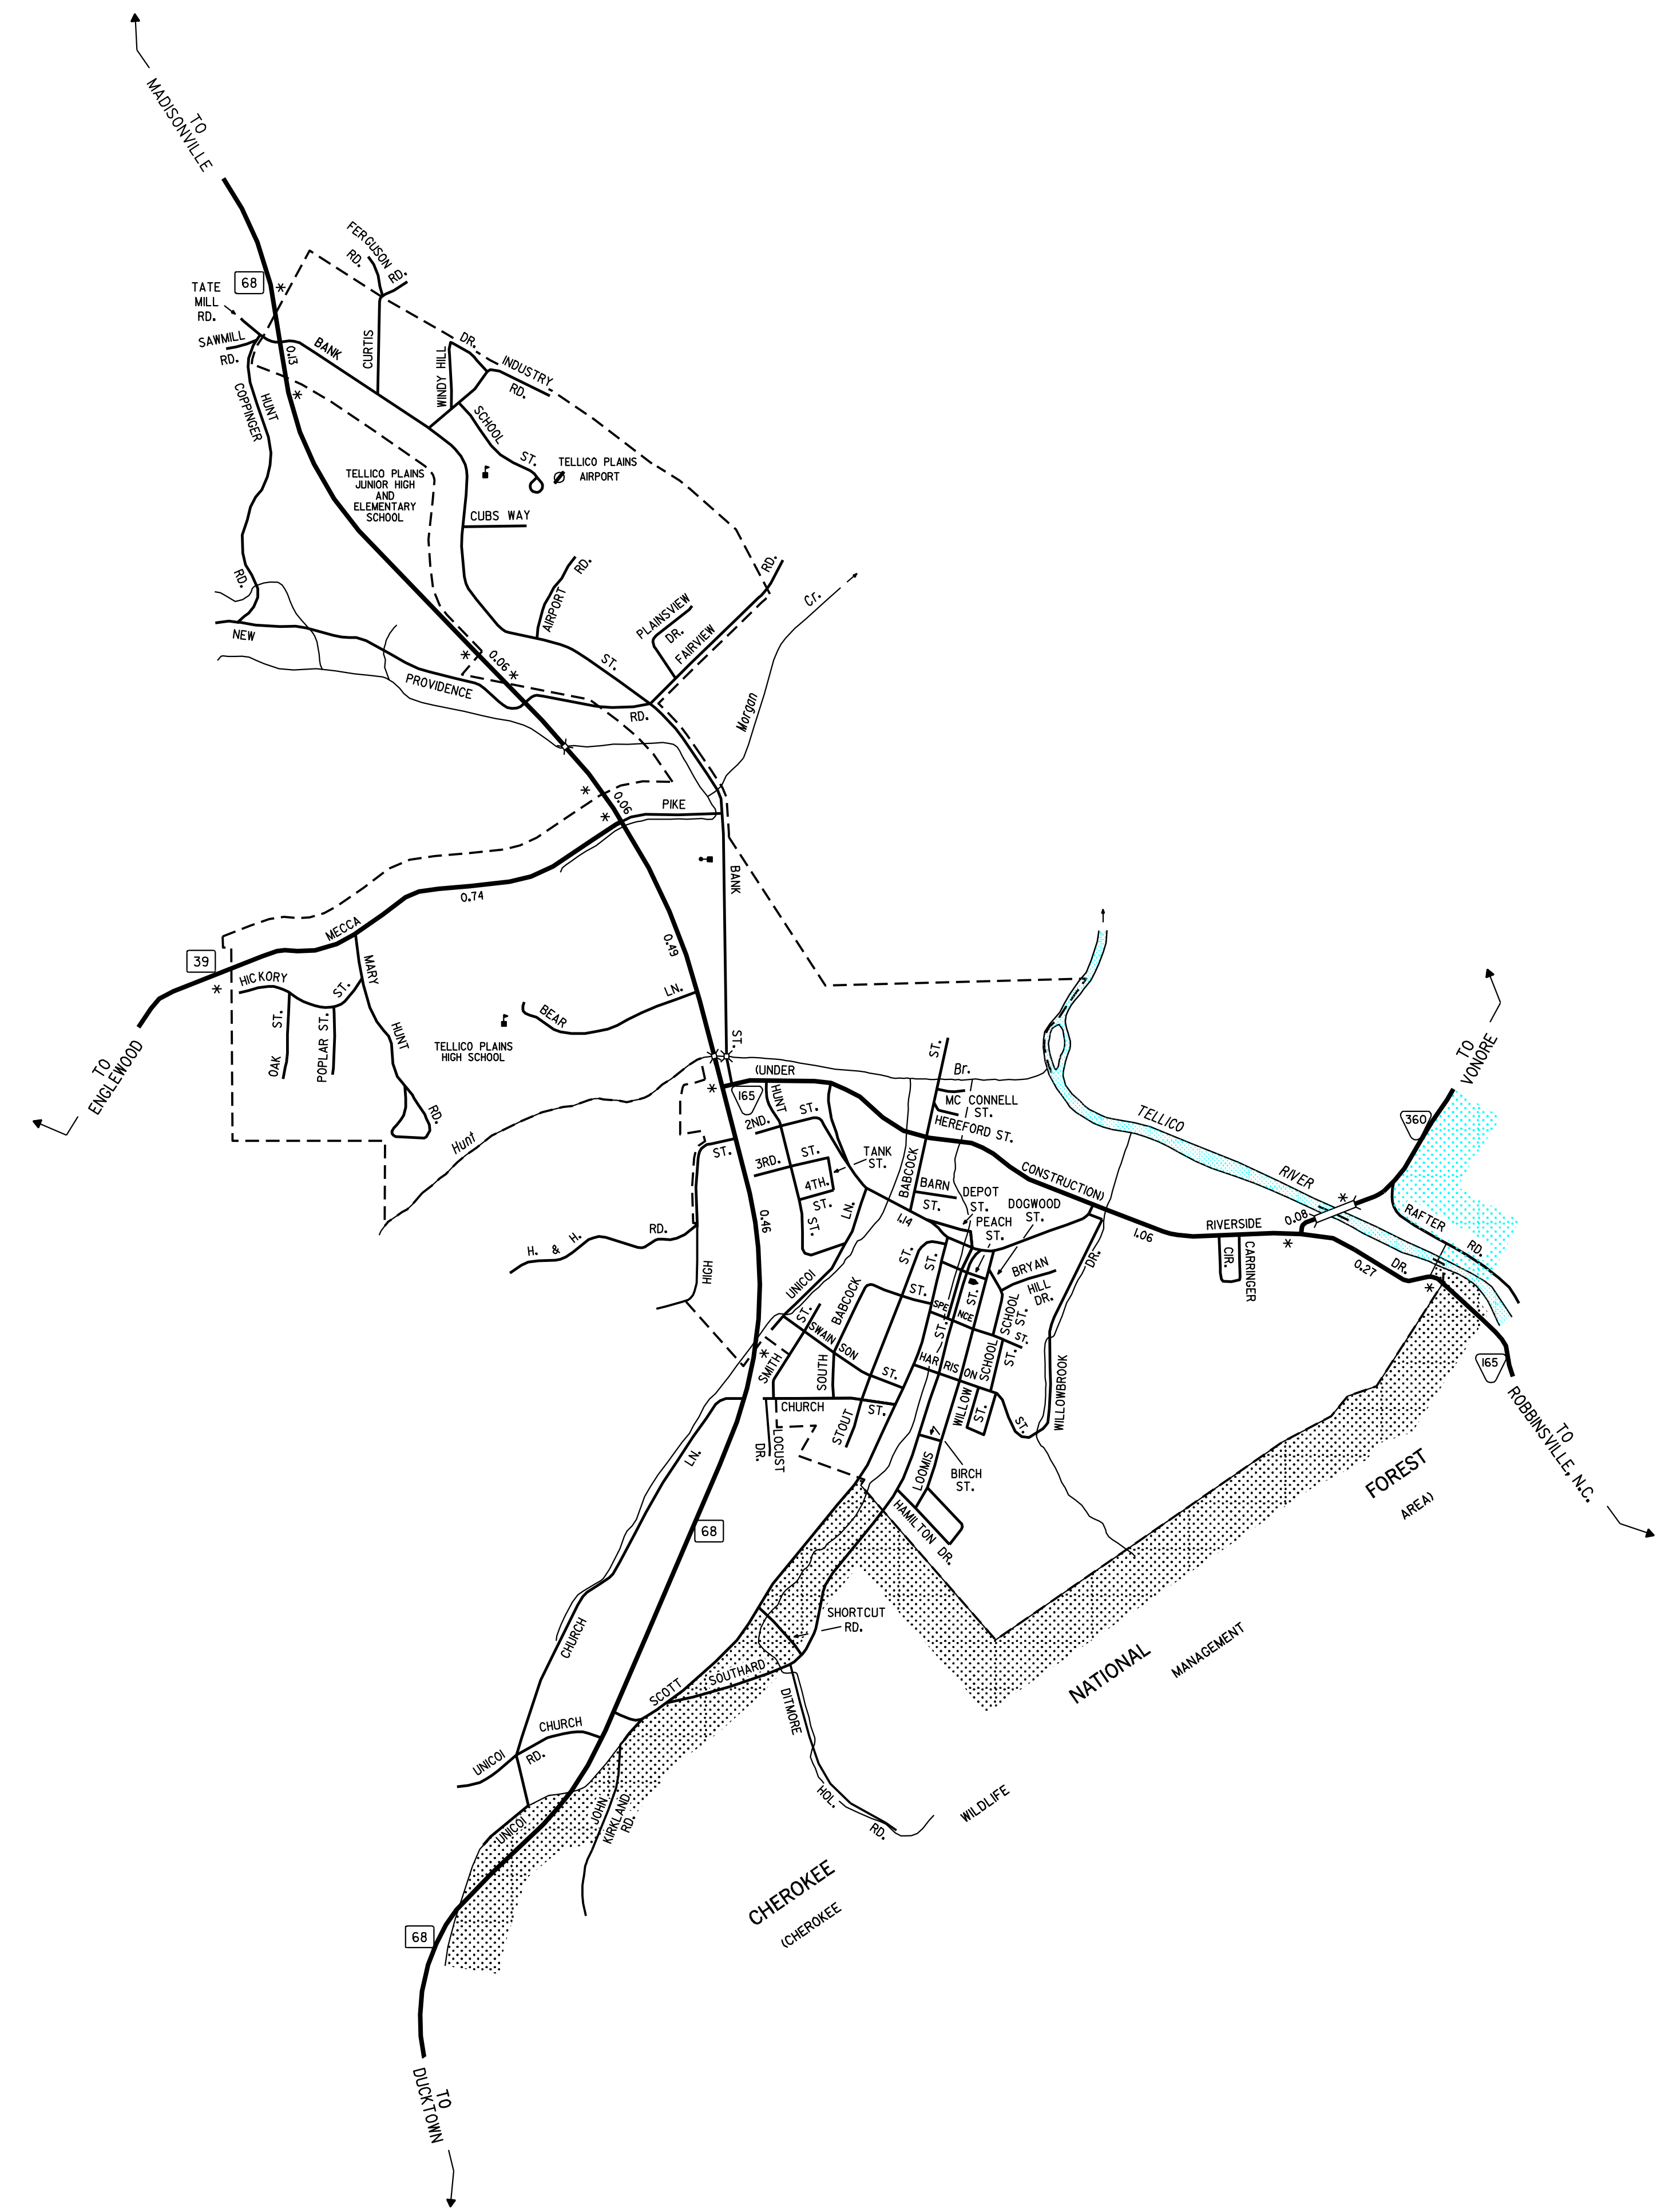 TO
MADISONVILLE
FERGUSON
RD.
RD.
68
TATE
MILL
RD.
SAWMILL
RD.
0.13
BANK
CURTIS
DR.
WINDY HILL
INDUSTRY
RD.
COPPINGER
HUNT
SCHOOL
ST.
TELLICO PLAINS
AIRPORT
TELLICO PLAINS
JUNIOR HIGH
AND
ELEMENTARY
SCHOOL
CUBS WAY
RD.
AIRPORT
RD.
PLAINSVIEW
DR.
FAIRVIEW
RD.
Cr.
Morgan
NEW
PROVIDENCE
0.06
ST.
RD.
0.06
PIKE
BANK
0.74
MECCA
39
HICKORY
ST.
MARY
HUNT
RD.
OAK
ST.
POPLAR ST.
TO
ENGLEWOOD
0.49
LN.
BEAR
TELLICO PLAINS
HIGH SCHOOL
ST.
Hunt
Br.
(UNDER
165
HUNT
2ND.
ST.
3RD.
ST.
4TH.
ST.
ST.
TANK
ST.
ST.
MC CONNELL
ST.
HEREFORD ST.
BABCOCK
BARN
ST.
DEPOT
ST.
PEACH
ST.
DOGWOOD
ST.
CONSTRUCTION)
TELLICO
RIVER
TO
VONORE
360
RAFTER
RD.
0.08
RIVERSIDE
1.06
CIR.
CARRINGER
0.27
DR.
165
TO
ROBBINSVILLE, N.C.
ST.
0.46
H. & H.
RD.
HIGH
LN.
1.14
UNICOI
ST.
SWAIN SON
ST.
BABCOCK
SOUTH
ST.
ST.
ST.
SPE NCE
ST.
ST.
BRYAN
HILL
DR.
SCHOOL
ST.
ST.
DR.
SMITH
HAR RIS ON
SCHOOL
ST.
WILLOWBROOK
CHURCH
ST.
STOUT
LOCUST
DR.
WILLOW
ST.
ST.
LOOMIS
BIRCH
ST.
HAMILTON DR.
LN.
68
CHURCH
SHORTCUT
RD.
SOUTHARD
SCOTT
DITMORE
HOL.
RD.
CHURCH
UNICOI
RD.
UNICOI
JOHN
KIRKLAND
RD.
CHEROKEE
NATIONAL
FOREST
(CHEROKEE
WILDLIFE
MANAGEMENT
AREA)
68
TO
DUCKTOWN